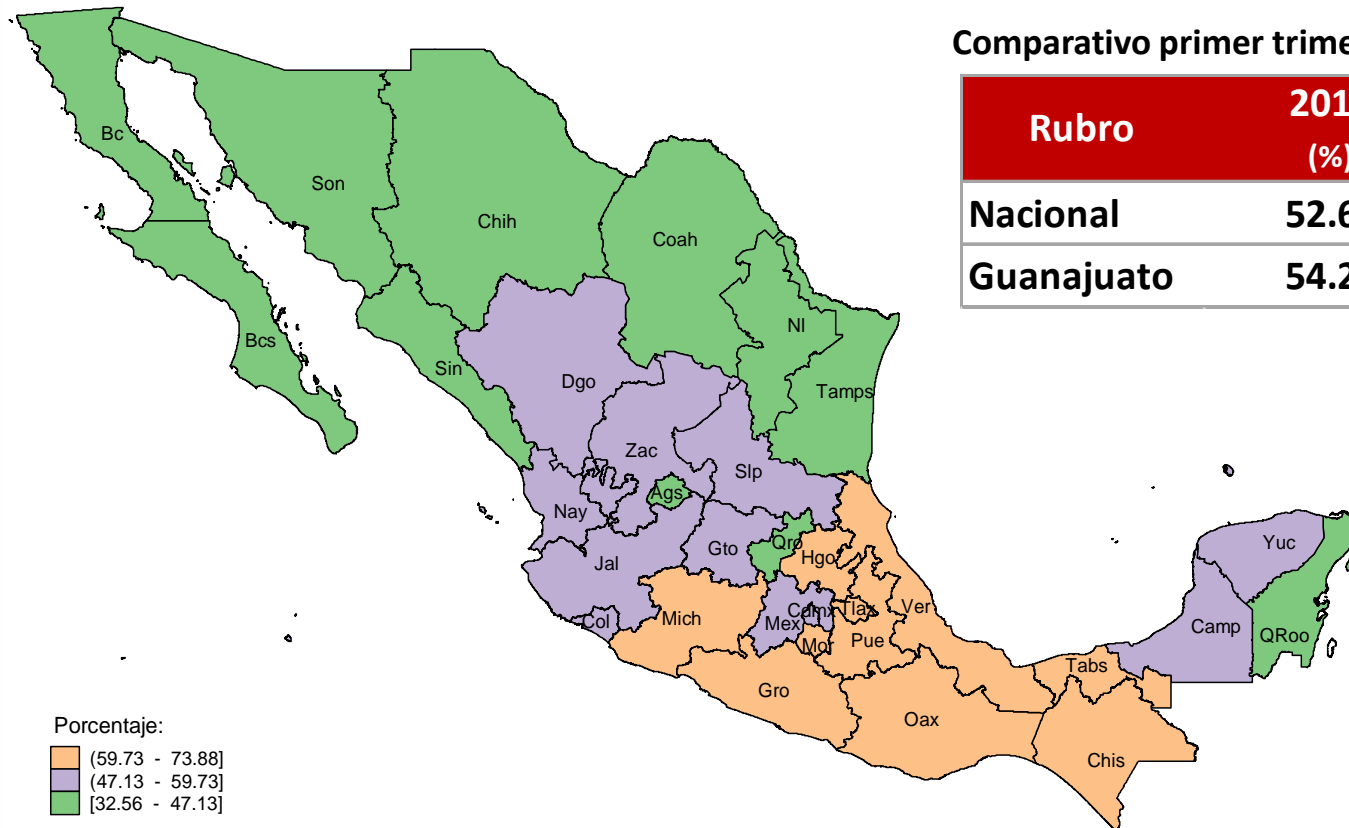 Comparativo primer trime
Rubro 201
(%)
Nacional 52.6
Guanajuato 54.2
Bc
Son
Chih
Coah
Nl
Bcs
Sin
Dgo
Tamps
Zac
Slp
Ags
Nay
Gto
Qro
Hgo
Jal
Yuc
Col
Mich
Mex
Cdmx
Tlax
Ver
Mor
Pue
Camp
QRoo
Tabs
Gro
Oax
Chis
Porcentaje:
(59.73 - 73.88]
(47.13 - 59.73]
[32.56 - 47.13]